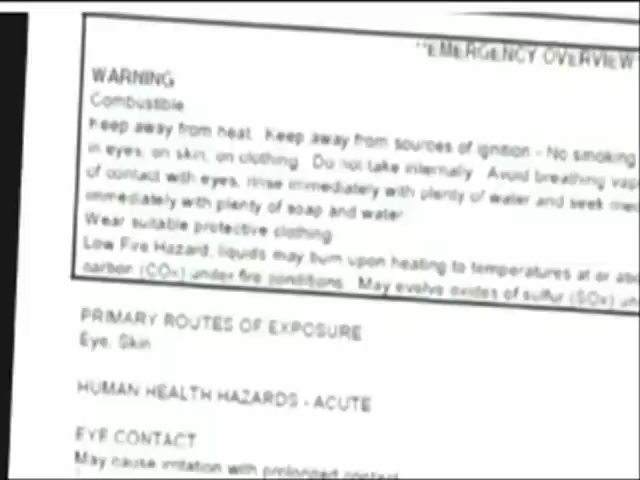 "EMERGENCY OVERVIEW"
WARNING
Combustible
Keep away from heat. Keep away from sources of ignition - No smoking.
in eyes, on skin, on clothing. Do not take internally. Avoid breathing
of contact with eyes, rinse immediately with plenty of water and seek
immediately with plenty of soap and water
Wear suitable protective clothing
Low Fire Hazard; liquids may burn upon heating to temperatures at or
carbon (COx) under fire conditions. May evolve oxides of sulfur (SOx)
PRIMARY ROUTES OF EXPOSURE
Eye, Skin
HUMAN HEALTH HAZARDS - ACUTE
EYE CONTACT
May cause irritation with prolonged contact